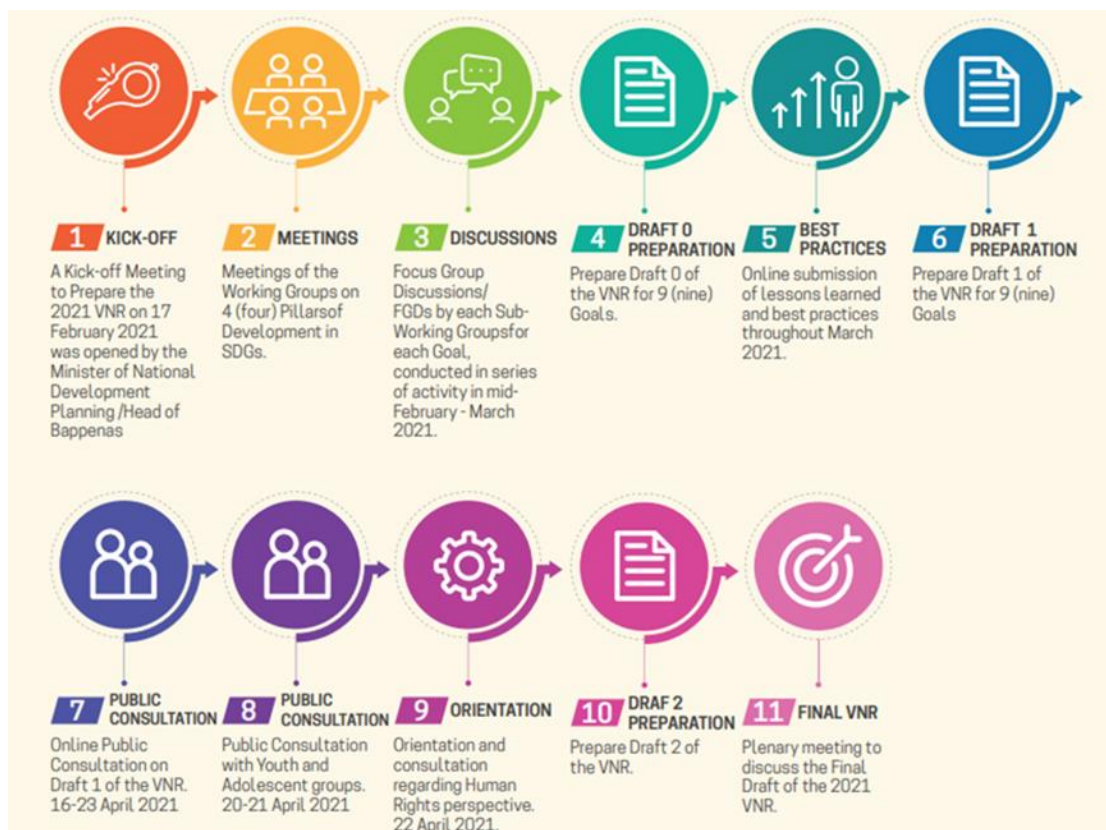 1 KICK-OFF
A Kick-off Meeting
to Prepare the
2021 VNR on 17
February 2021
was opened by the
Minister of National
Development
Planning /Head of
Bappenas
2 MEETINGS
Meetings of the
Working Groups on
4 (four) Pillarsof
Development in
SDGs.
3 DISCUSSIONS
Focus Group
Discussions/
FGDs by each Sub-
Working Groupsfor
each Goal,
conducted in series
of activity in mid-
February - March
2021.
4 DRAFT 0
PREPARATION
Prepare Draft 0 of
the VNR for 9 (nine)
Goals.
5 BEST
PRACTICES
Online submission
of lessons learned
and best practices
throughout March
2021.
6 DRAFT 1
PREPARATION
Prepare Draft 1 of
the VNR for 9 (nine)
Goals
7 PUBLIC
CONSULTATION
Online Public
Consultation on
Draft 1 of the VNR.
16-23 April 2021
8 PUBLIC
CONSULTATION
Public Consultation
with Youth and
Adolescent groups.
20-21 April 2021
9 ORIENTATION
Orientation and
consultation
regarding Human
Rights perspective.
22 April 2021.
10 DRAF 2
PREPARATION
Prepare Draft 2 of
the VNR.
11 FINAL VNR
Plenary meeting to
discuss the Final
Draft of the 2021
VNR.